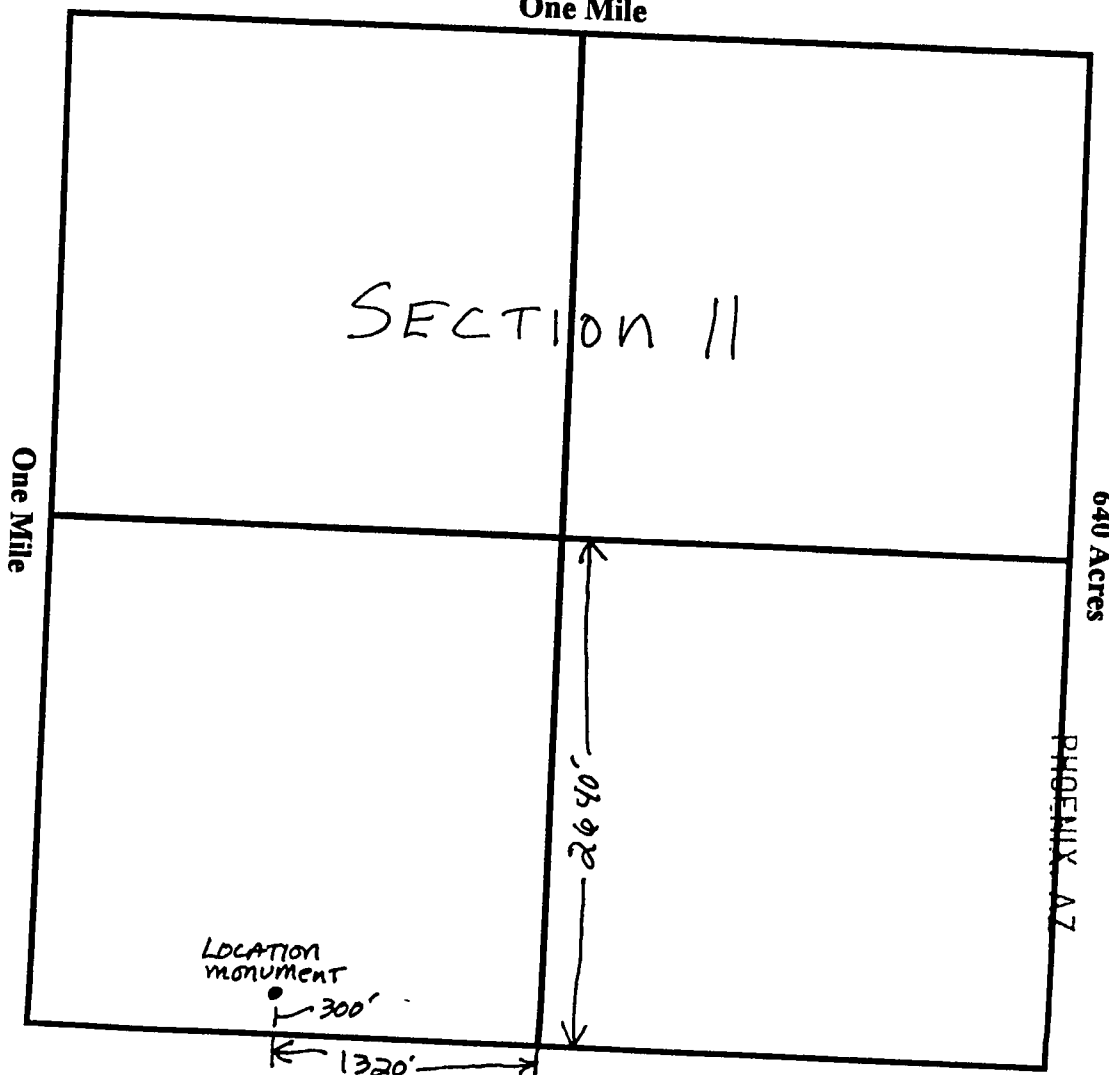 One Mile
SECTION 11
One Mile
640 Acres
2640'
PHOENIX AZ
LOCATION
MONUMENT
300'
1320'